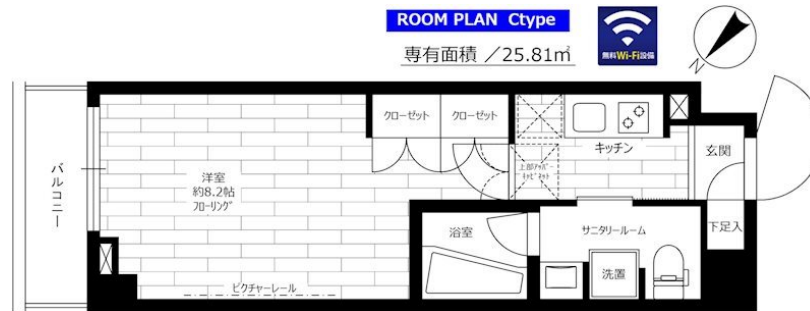 ROOM PLAN Ctype
専有面積 ／25.81㎡
無料Wi-Fi設備
N
クローゼット
クローゼット
キッチン
玄関
上部アッパー
ｷｬﾋﾞﾈｯﾄ
バルコニー
洋室
約8.2帖
ﾌﾛｰﾘﾝｸﾞ
浴室
サニタリールーム
下足入
洗置
ピクチャーレール